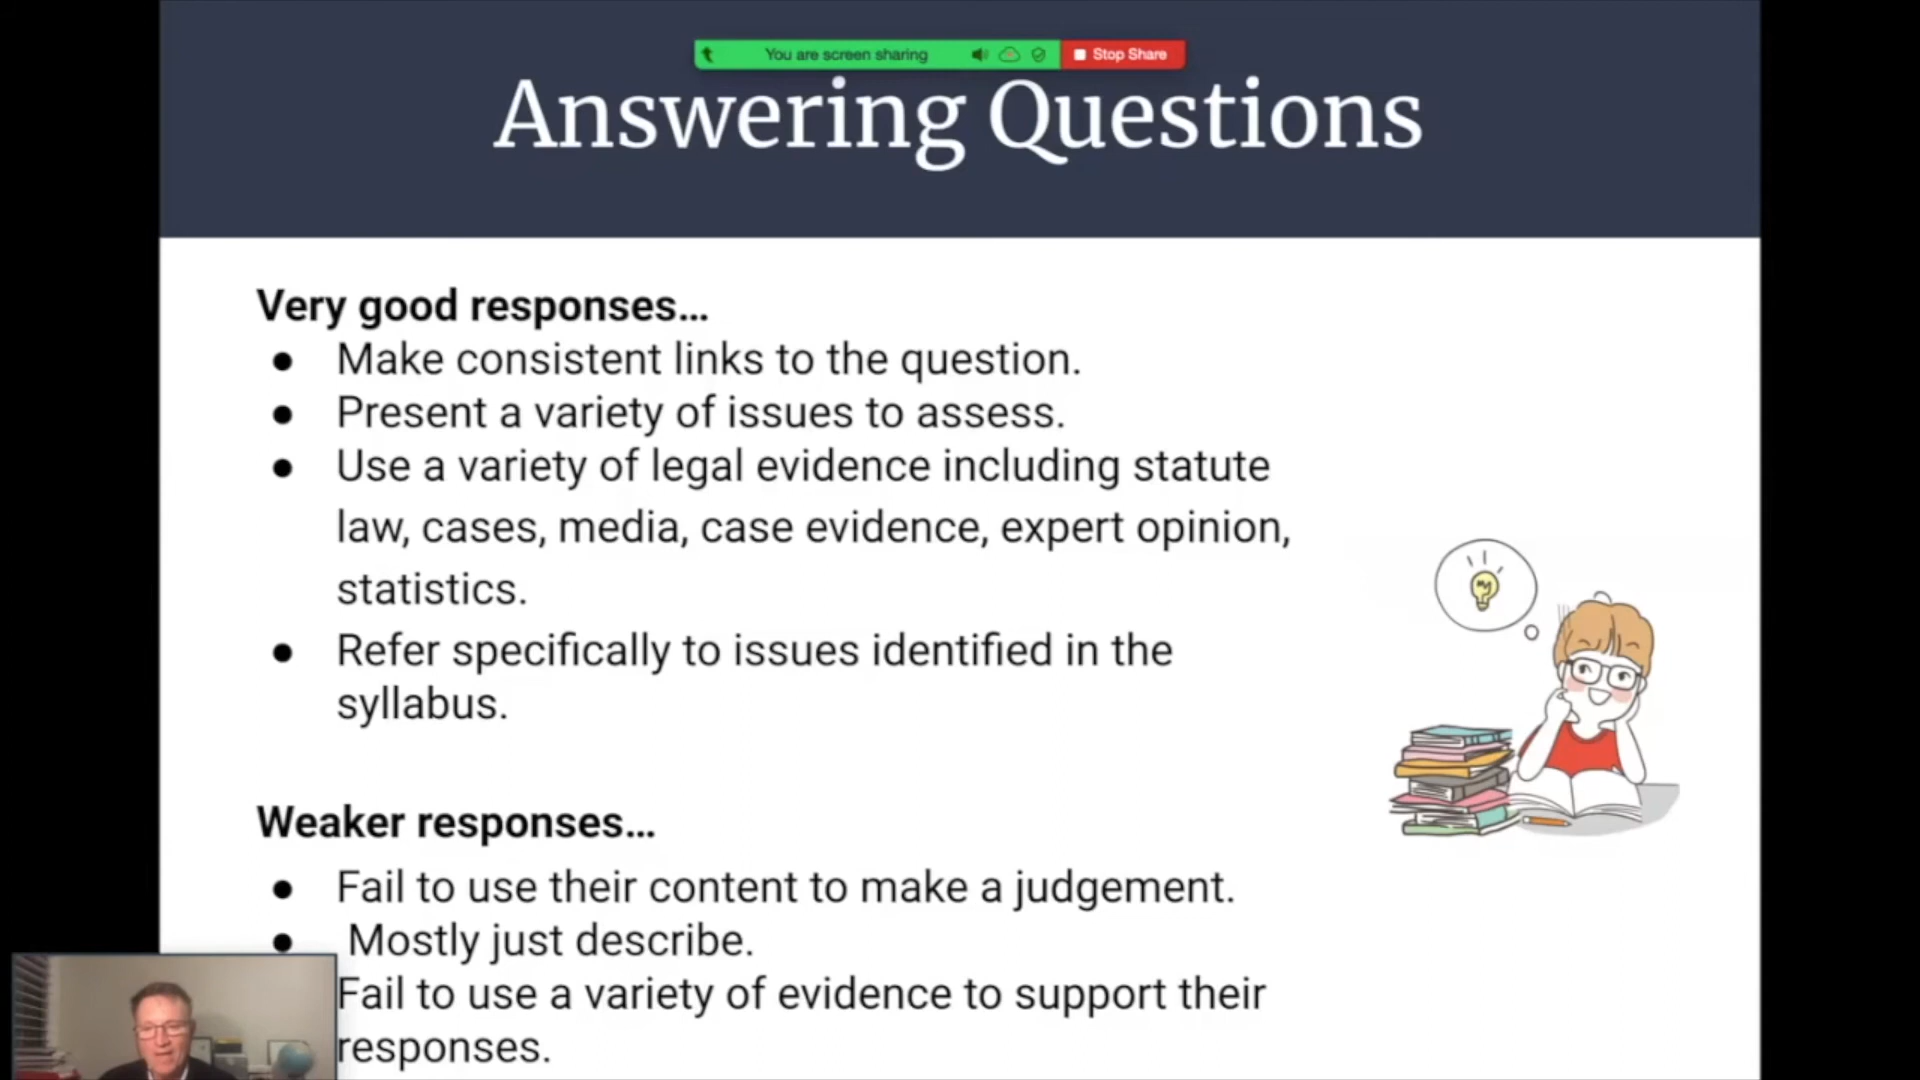 You are screen sharing
Stop Share
Answering Questions
Very good responses...
● Make consistent links to the question.
● Present a variety of issues to assess.
● Use a variety of legal evidence including statute
law, cases, media, case evidence, expert opinion,
statistics.
● Refer specifically to issues identified in the
syllabus.
Weaker responses...
● Fail to use their content to make a judgement.
● Mostly just describe.
Fail to use a variety of evidence to support their
responses.